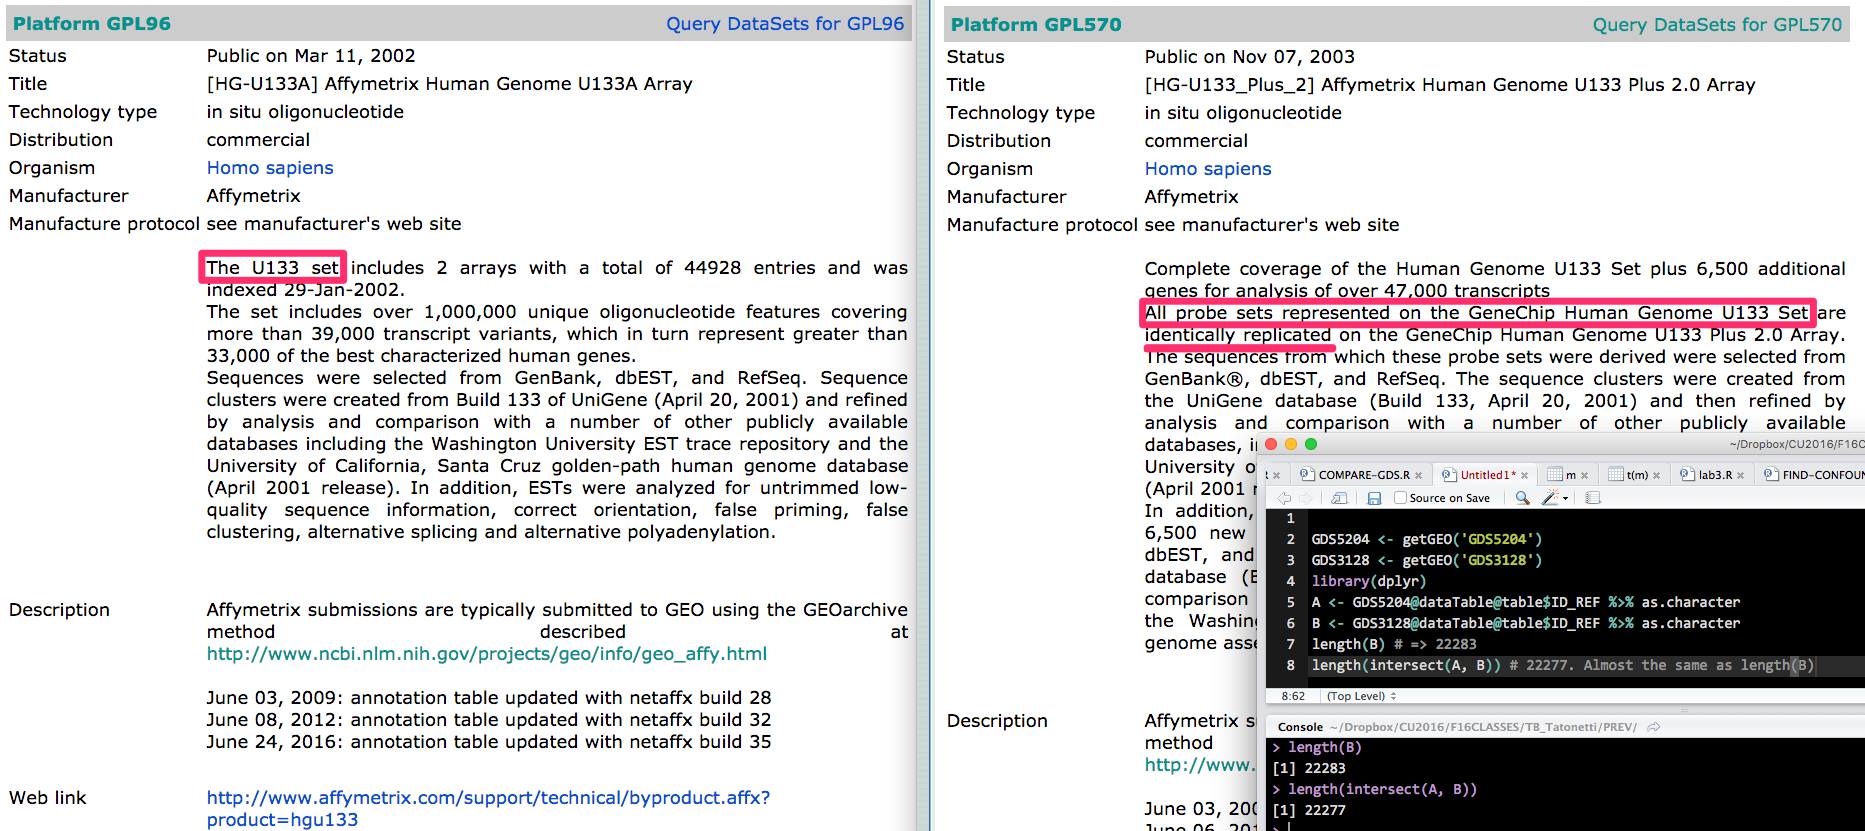 Platform GPL96 Query DataSets for GPL96
Status Public on Mar 11, 2002
Title [HG-U133A] Affymetrix Human Genome U133A Array
Technology type in situ oligonucleotide
Distribution commercial
Organism Homo sapiens
Manufacturer Affymetrix
Manufacture protocol see manufacturer's web site
The U133 set includes 2 arrays with a total of 44928 entries and was
indexed 29-Jan-2002.
The set includes over 1,000,000 unique oligonucleotide features covering
more than 39,000 transcript variants, which in turn represent greater than
33,000 of the best characterized human genes.
Sequences were selected from GenBank, dbEST, and RefSeq. Sequence
clusters were created from Build 133 of UniGene (April 20, 2001) and refined
by analysis and comparison with a number of other publicly available
databases including the Washington University EST trace repository and the
University of California, Santa Cruz golden-path human genome database
(April 2001 release). In addition, ESTs were analyzed for untrimmed low-
quality sequence information, correct orientation, false priming, false
clustering, alternative splicing and alternative polyadenylation.
Description Affymetrix submissions are typically submitted to GEO using the GEOarchive
method described at
http://www.ncbi.nlm.nih.gov/projects/geo/info/geo_affy.html
June 03, 2009: annotation table updated with netaffx build 28
June 08, 2012: annotation table updated with netaffx build 32
June 24, 2016: annotation table updated with netaffx build 35
Web link http://www.affymetrix.com/support/technical/byproduct.affx?
product=hgu133
Platform GPL570 Query DataSets for GPL570
Status Public on Nov 07, 2003
Title [HG-U133_Plus_2] Affymetrix Human Genome U133 Plus 2.0 Array
Technology type in situ oligonucleotide
Distribution commercial
Organism Homo sapiens
Manufacturer Affymetrix
Manufacture protocol see manufacturer's web site
Complete coverage of the Human Genome U133 Set plus 6,500 additional
genes for analysis of over 47,000 transcripts
All probe sets represented on the GeneChip Human Genome U133 Set are
identically replicated on the GeneChip Human Genome U133 Plus 2.0 Array.
The sequences from which these probe sets were derived were selected from
GenBank®, dbEST, and RefSeq. The sequence clusters were created from
the UniGene database (Build 133, April 20, 2001) and then refined by
analysis and comparison with a number of other publicly available
databases, i
University o
(April 2001 r
In addition,
6,500 new
dbEST, and
database (E
comparison
the Washing
genome asse
Description Affymetrix s
method
http://www.
June 03, 200
June 06, 201
~/Dropbox/CU2016/F16C
R × COMPARE-GDS.R × Untitled1* × m × t(m) × lab3.R × FIND-CONFOU
Source on Save
1
2 GDS5204 <- getGEO('GDS5204')
3 GDS3128 <- getGEO('GDS3128')
4 library(dplyr)
5 A <- GDS5204@dataTable@table$ID_REF %>% as.character
6 B <- GDS3128@dataTable@table$ID_REF %>% as.character
7 length(B) # => 22283
8 length(intersect(A, B)) # 22277. Almost the same as length(B)
8:62 (Top Level)
Console ~/Dropbox/CU2016/F16CLASSES/TB_Tatonetti/PREV/
> length(B)
[1] 22283
> length(intersect(A, B))
[1] 22277
>